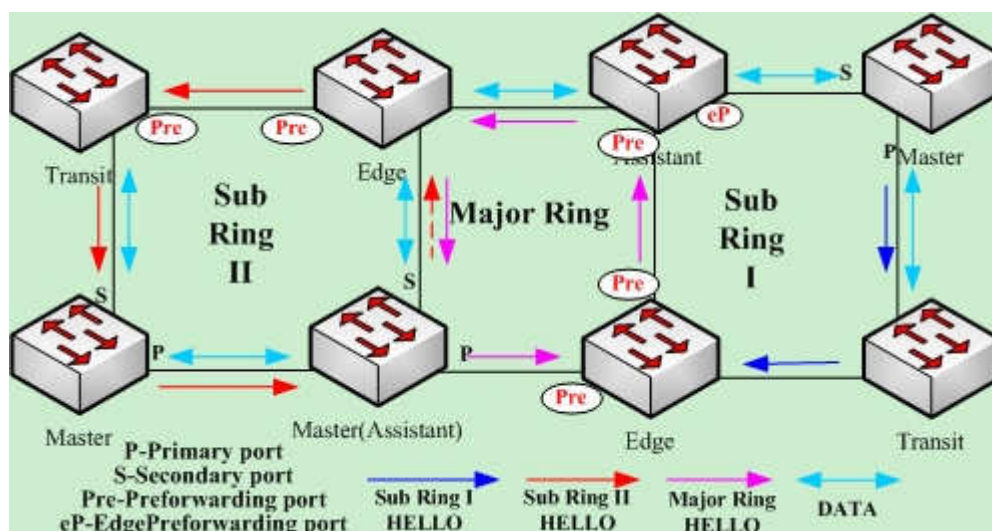 S
eP
Pre
Pre
Pre
Transit
Edge
Assistant
P
Master
Sub
Ring
II
Major Ring
Sub
Ring
I
S
S
Pre
P
P
Pre
Master
Master(Assistant)
Edge
Transit
P-Primary port
S-Secondary port
Pre-Preforwarding port
eP-EdgePreforwarding port
Sub Ring I
HELLO
Sub Ring II
HELLO
Major Ring
HELLO
DATA